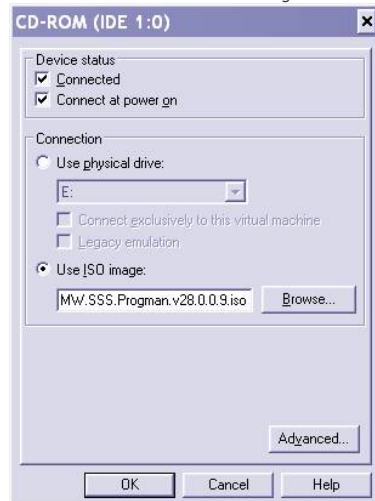 CD-ROM (IDE 1:0)
Device status
Connected
Connect at power on
Connection
Use physical drive:
E:
Connect exclusively to this virtual machine
Legacy emulation
Use ISO image:
MW.SSS.Progman.v28.0.0.9.iso Browse...
Advanced...
OK Cancel Help